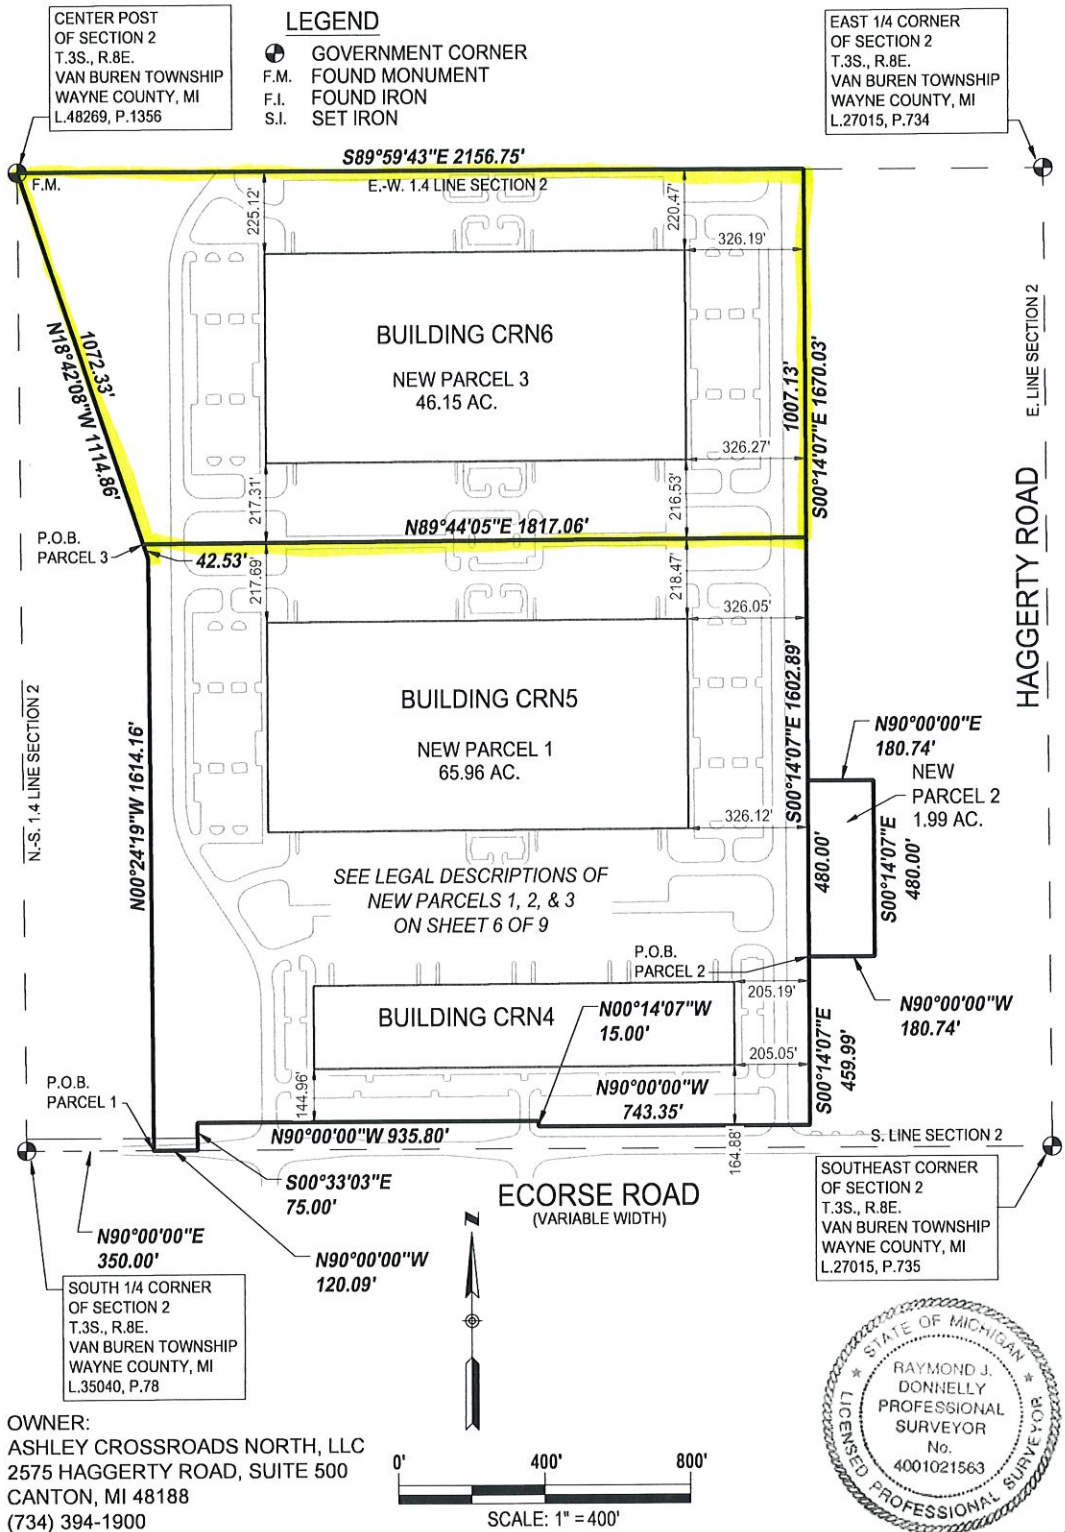 CENTER POST
OF SECTION 2
T.3S., R.8E.
VAN BUREN TOWNSHIP
WAYNE COUNTY, MI
L.48269, P.1356
LEGEND
GOVERNMENT CORNER
F.M. FOUND MONUMENT
F.I. FOUND IRON
S.I. SET IRON
EAST 1/4 CORNER
OF SECTION 2
T.3S., R.8E.
VAN BUREN TOWNSHIP
WAYNE COUNTY, MI
L.27015, P.734
S89°59'43"E 2156.75'
F.M.
E.-W. 1.4 LINE SECTION 2
225.12'
220.47'
326.19'
BUILDING CRN6
NEW PARCEL 3
46.15 AC.
1072.33'
N18°42'08"W 1114.86'
1007.13'
S00°14'07"E 1670.03'
E. LINE SECTION 2
HAGGERTY ROAD
326.27'
217.31'
216.53'
N89°44'05"E 1817.06'
P.O.B.
PARCEL 3
42.53'
217.69'
218.47'
326.05'
BUILDING CRN5
NEW PARCEL 1
65.96 AC.
N.-S. 1.4 LINE SECTION 2
N00°24'19"W 1614.16'
S00°14'07"E 1602.89'
N90°00'00"E
180.74'
NEW
PARCEL 2
1.99 AC.
326.12'
480.00'
S00°14'07"E
480.00'
SEE LEGAL DESCRIPTIONS OF
NEW PARCELS 1, 2, & 3
ON SHEET 6 OF 9
P.O.B.
PARCEL 2
205.19'
N90°00'00"W
180.74'
BUILDING CRN4
N00°14'07"W
15.00'
205.05'
S00°14'07"E
459.99'
P.O.B.
PARCEL 1
144.96'
N90°00'00"W
743.35'
N90°00'00"W 935.80'
164.88'
S. LINE SECTION 2
S00°33'03"E
75.00'
ECORSE ROAD
(VARIABLE WIDTH)
N90°00'00"E
350.00'
N90°00'00"W
120.09'
SOUTHEAST CORNER
OF SECTION 2
T.3S., R.8E.
VAN BUREN TOWNSHIP
WAYNE COUNTY, MI
L.27015, P.735
SOUTH 1/4 CORNER
OF SECTION 2
T.3S., R.8E.
VAN BUREN TOWNSHIP
WAYNE COUNTY, MI
L.35040, P.78
N
OWNER:
ASHLEY CROSSROADS NORTH, LLC
2575 HAGGERTY ROAD, SUITE 500
CANTON, MI 48188
(734) 394-1900
0' 400' 800'
SCALE: 1" = 400'
STATE OF MICHIGAN
RAYMOND J.
DONNELLY
PROFESSIONAL
SURVEYOR
No.
4001021563
LICENSED PROFESSIONAL SURVEYOR